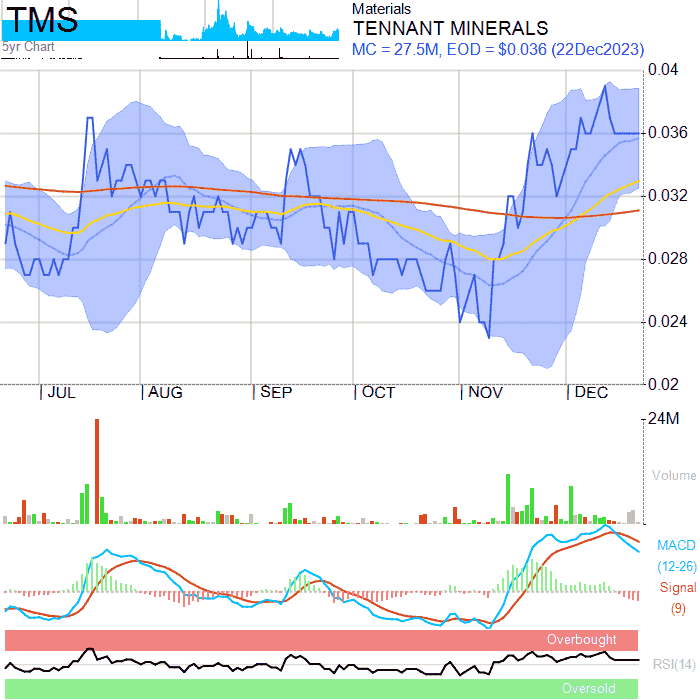 TMS
5yr Chart
Materials
TENNANT MINERALS
MC = 27.5M, EOD = $0.036 (22Dec2023)
0.04
0.036
0.032
0.028
0.024
0.02
JUL AUG SEP OCT NOV DEC
24M
Volume
MACD
(12-26)
Signal
(9)
Overbought
RSI(14)
Oversold